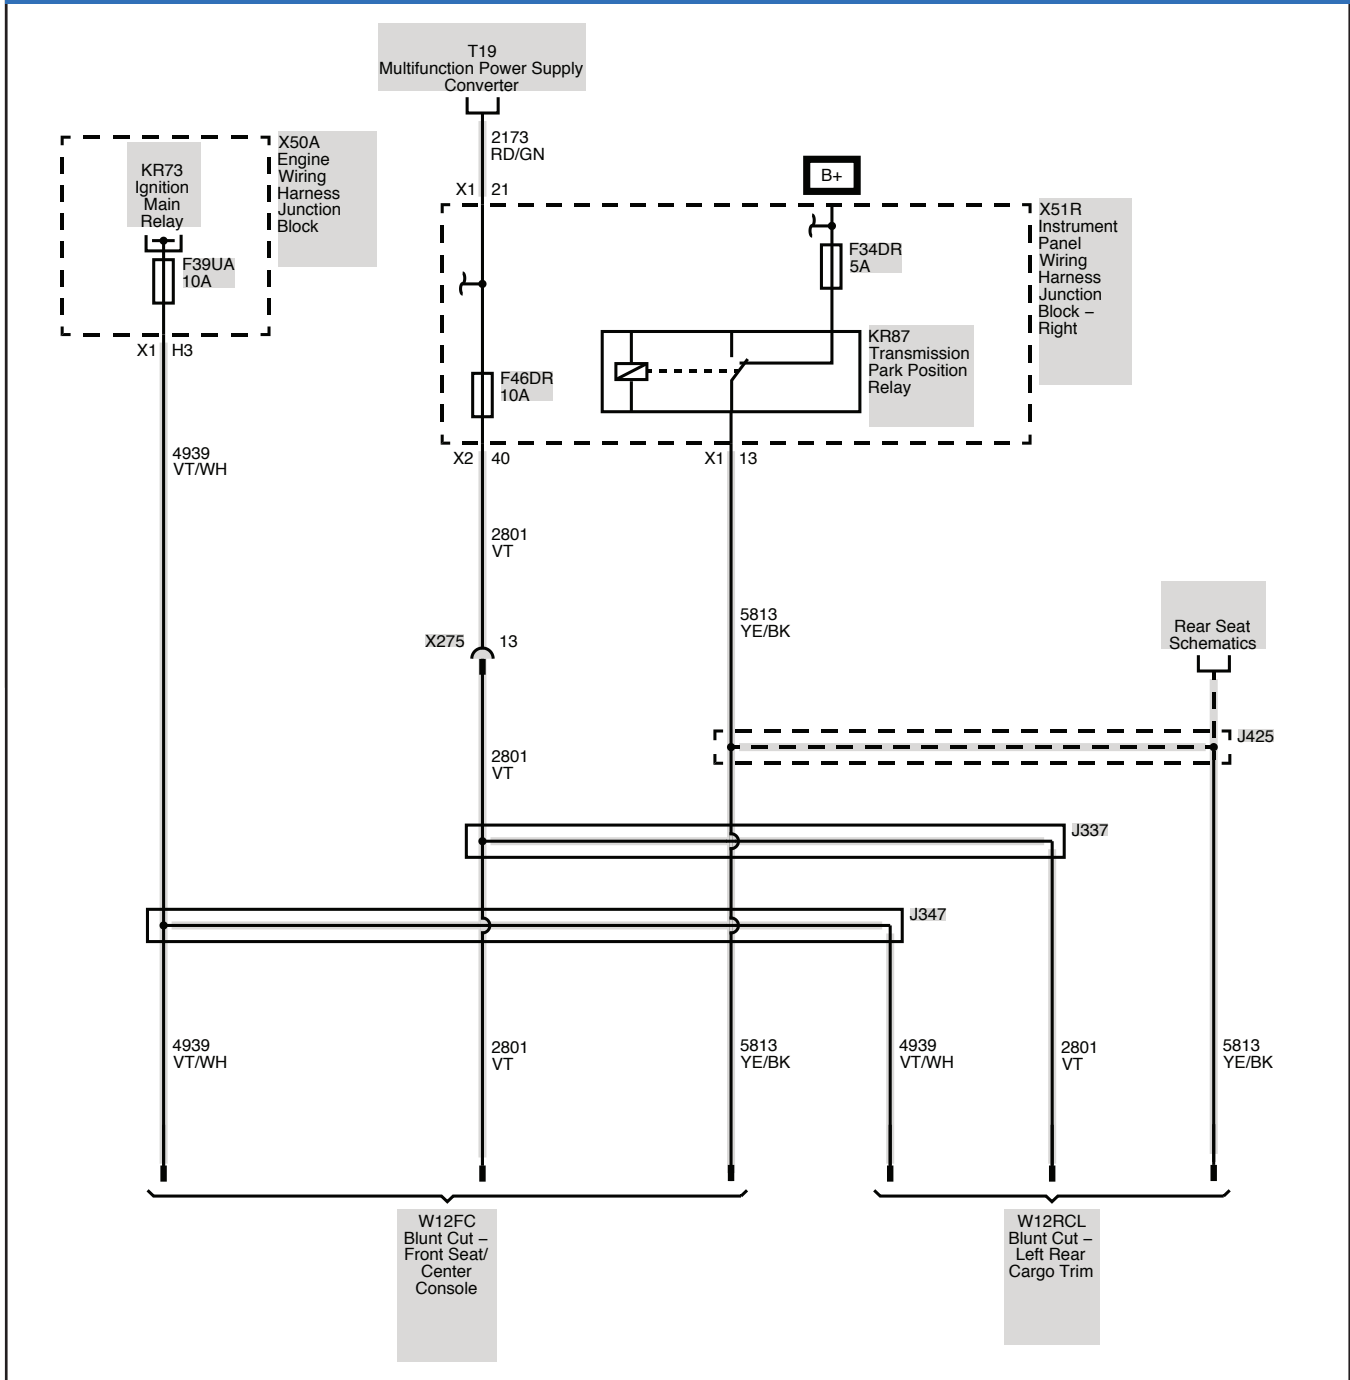 T19
Multifunction Power Supply
Converter
2173
RD/GN
X1 21
X50A
Engine
Wiring
Harness
Junction
Block
KR73
Ignition
Main
Relay
F39UA
10A
X1 H3
B+
X51R
Instrument
Panel
Wiring
Harness
Junction
Block –
Right
F34DR
5A
KR87
Transmission
Park Position
Relay
F46DR
10A
X2 40
X1 13
4939
VT/WH
2801
VT
5813
YE/BK
X275 13
Rear Seat
Schematics
J425
2801
VT
J337
J347
4939
VT/WH
2801
VT
5813
YE/BK
4939
VT/WH
2801
VT
5813
YE/BK
W12FC
Blunt Cut –
Front Seat/
Center
Console
W12RCL
Blunt Cut –
Left Rear
Cargo Trim